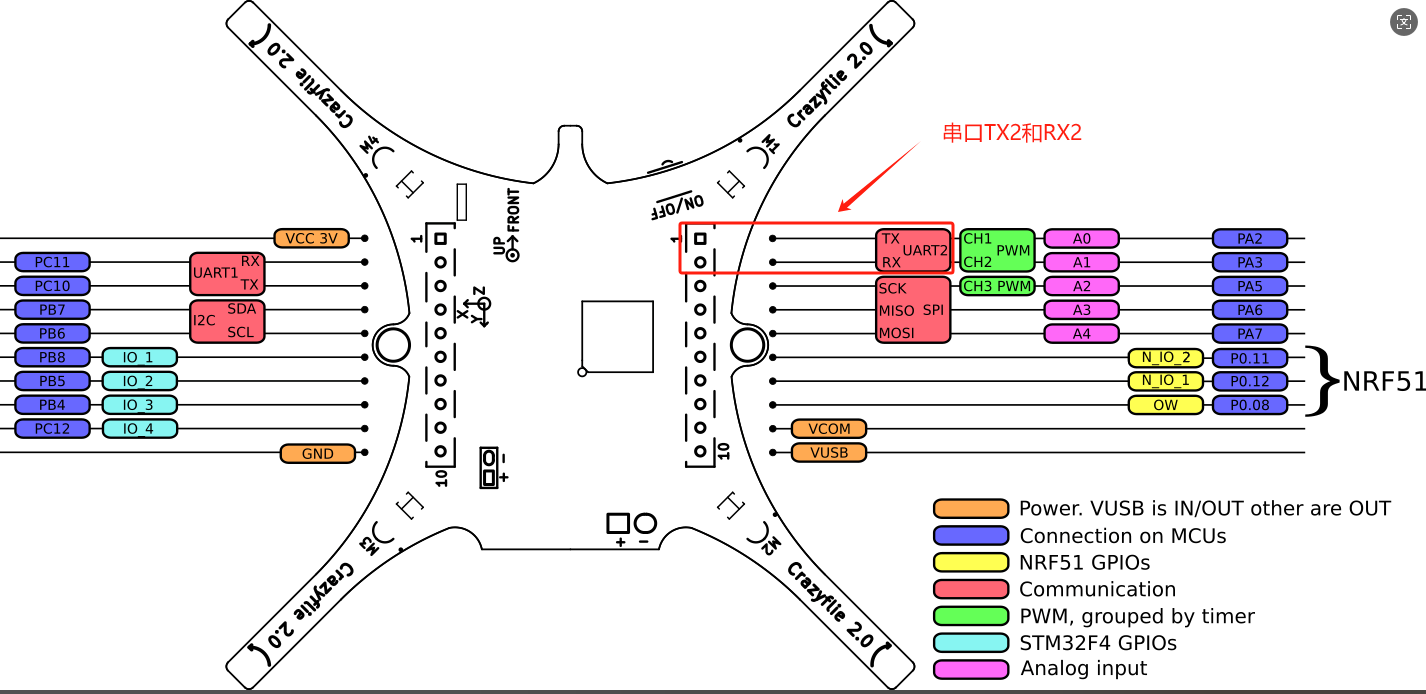 Crazyflie 2.0
Crazyflie 2.0
串口TX2和RX2
M4
M1
ON/OFF
UP
FRONT
X
Y
Z
1
1
10
10
VCC 3V
PC11
UART1
RX
PC10
TX
PB7
I2C
SDA
PB6
SCL
PB8
IO_1
PB5
IO_2
PB4
IO_3
PC12
IO_4
GND
TX
UART2
CH1
PWM
A0
PA2
RX
CH2
A1
PA3
SCK
SPI
CH3 PWM
A2
PA5
MISO
A3
PA6
MOSI
A4
PA7
N_IO_2
P0.11
N_IO_1
P0.12
OW
P0.08
NRF51
VCOM
VUSB
-
+
+
-
M3
M2
Crazyflie 2.0
Crazyflie 2.0
Power. VUSB is IN/OUT other are OUT
Connection on MCUs
NRF51 GPIOs
Communication
PWM, grouped by timer
STM32F4 GPIOs
Analog input